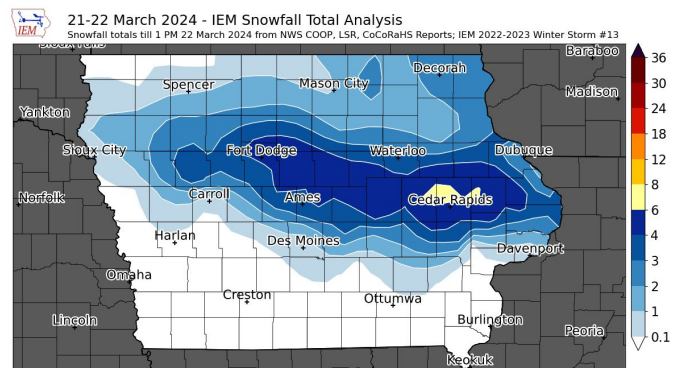 IEM
21-22 March 2024 - IEM Snowfall Total Analysis
Snowfall totals till 1 PM 22 March 2024 from NWS COOP, LSR, CoCoRaHS Reports; IEM 2022-2023 Winter Storm #13
Sioux Falls
Baraboo
Decorah
Spencer
Mason City
Madison
Yankton
Sioux City
Fort Dodge
Waterloo
Dubuque
Norfolk
Carroll
Ames
Cedar Rapids
Harlan
Des Moines
Davenport
Omaha
Creston
Ottumwa
Lincoln
Burlington
Peoria
Keokuk
36
30
24
18
12
8
6
4
3
2
1
0.1